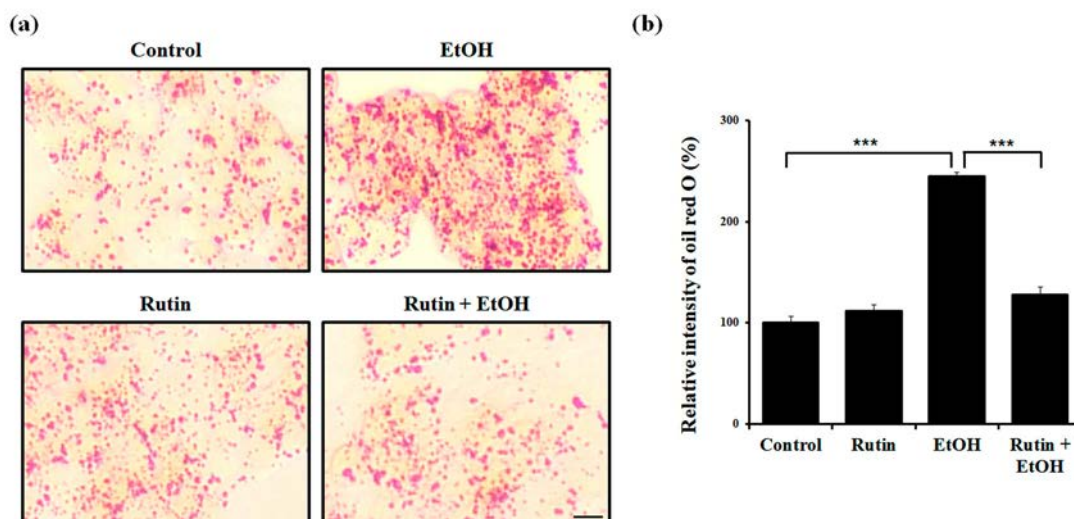 (a)
Control
EtOH
Rutin
Rutin + EtOH
(b)
Relative intensity of oil red O (%)
300
200
100
0
***
***
Control
Rutin
EtOH
Rutin +
EtOH